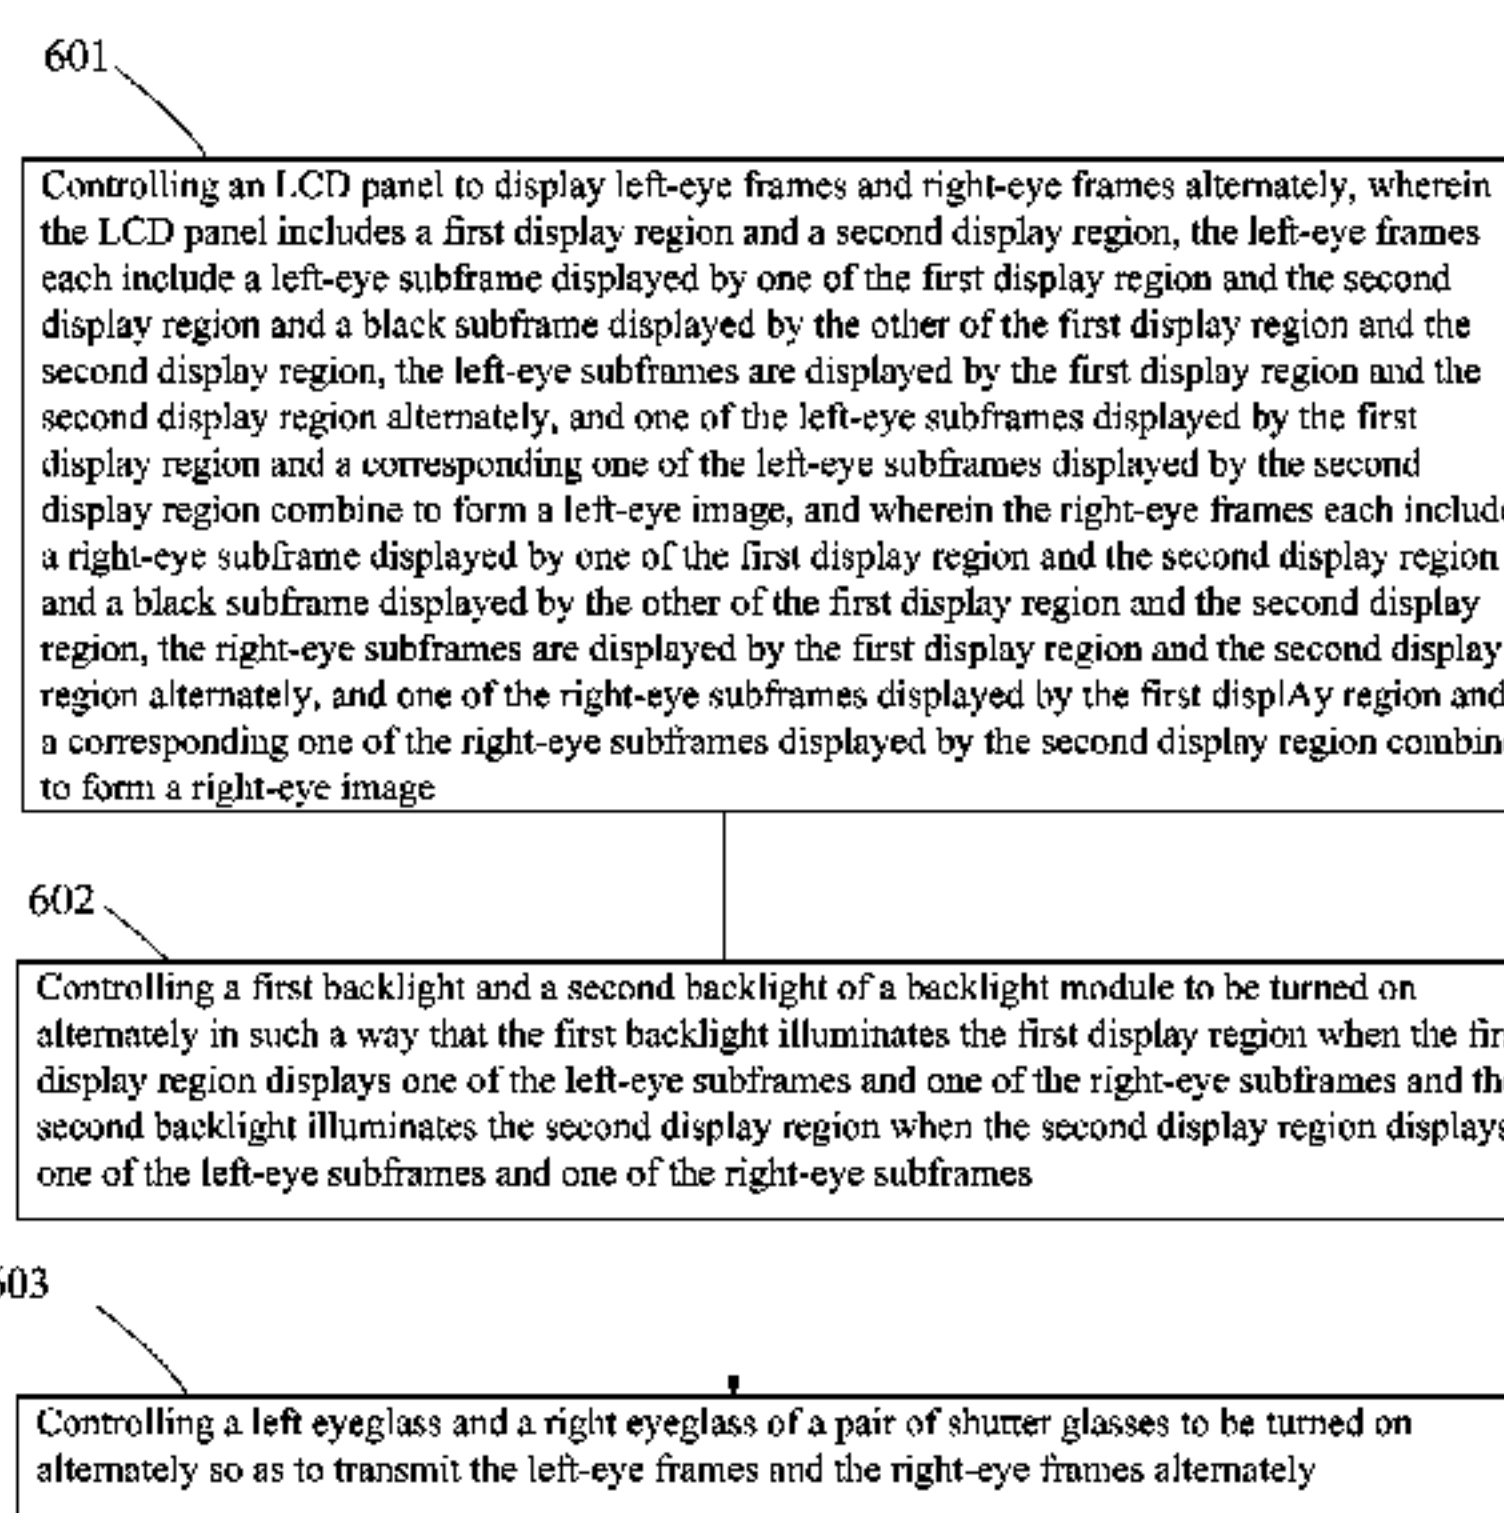 601
Controlling an LCD panel to display left-eye frames and right-eye frames alternately, wherein
the LCD panel includes a first display region and a second display region, the left-eye frames
each include a left-eye subframe displayed by one of the first display region and the second
display region and a black subframe displayed by the other of the first display region and the
second display region, the left-eye subframes are displayed by the first display region and the
second display region alternately, and one of the left-eye subframes displayed by the first
display region and a corresponding one of the left-eye subframes displayed by the second
display region combine to form a left-eye image, and wherein the right-eye frames each includ
a right-eye subframe displayed by one of the first display region and the second display region
and a black subframe displayed by the other of the first display region and the second display
region, the right-eye subframes are displayed by the first display region and the second display
region alternately, and one of the right-eye subframes displayed by the first displAy region and
a corresponding one of the right-eye subframes displayed by the second display region combin
to form a right-eye image
602
Controlling a first backlight and a second backlight of a backlight module to be turned on
alternately in such a way that the first backlight illuminates the first display region when the fir
display region displays one of the left-eye subframes and one of the right-eye subframes and th
second backlight illuminates the second display region when the second display region displays
one of the left-eye subframes and one of the right-eye subframes
603
Controlling a left eyeglass and a right eyeglass of a pair of shutter glasses to be turned on
alternately so as to transmit the left-eye frames and the right-eye frames alternately